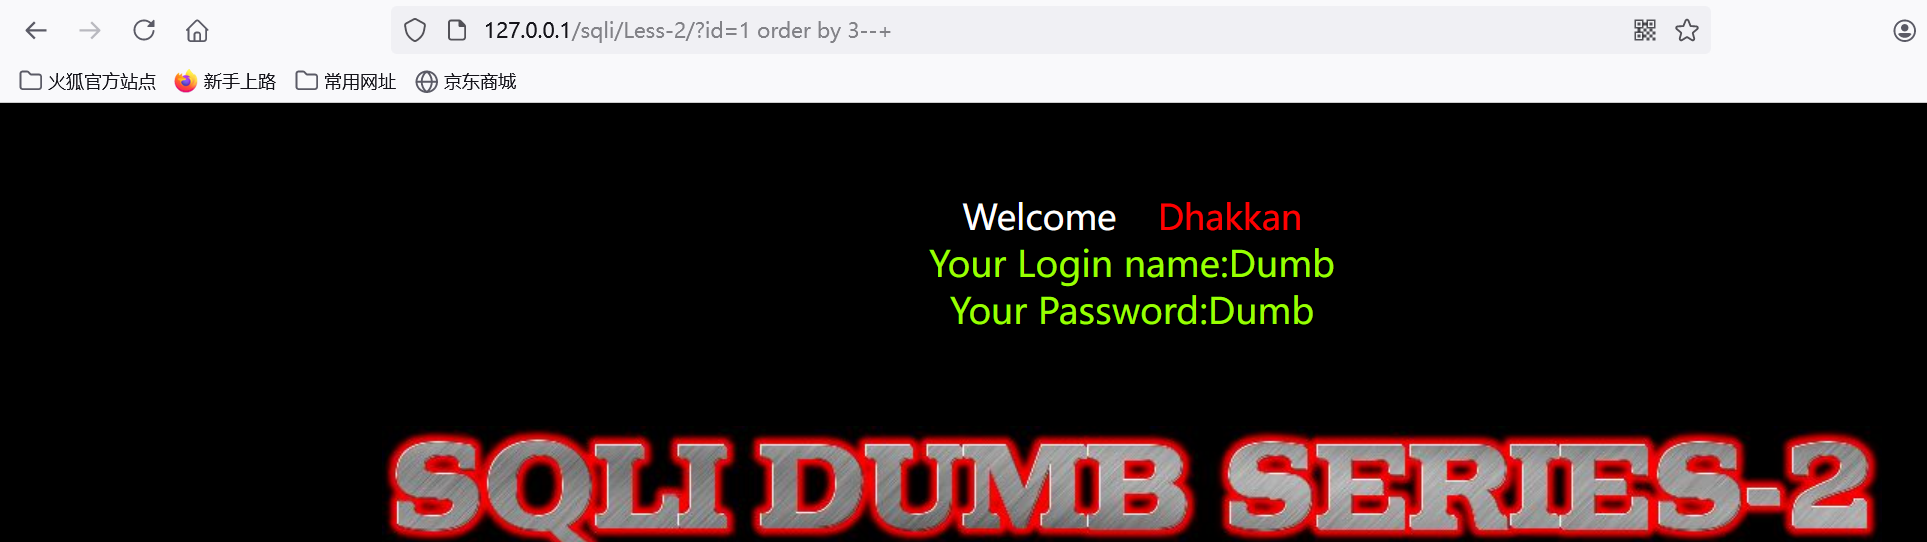 127.0.0.1/sqli/Less-2/?id=1 order by 3--+
火狐官方站点 新手上路 常用网址 京东商城
Welcome Dhakkan
Your Login name:Dumb
Your Password:Dumb
SQLI DUMB SERIES-2